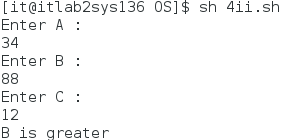 [it@itlab2sys136 OS]$ sh 4ii.sh
Enter A :
34
Enter B :
88
Enter C :
12
B is greater